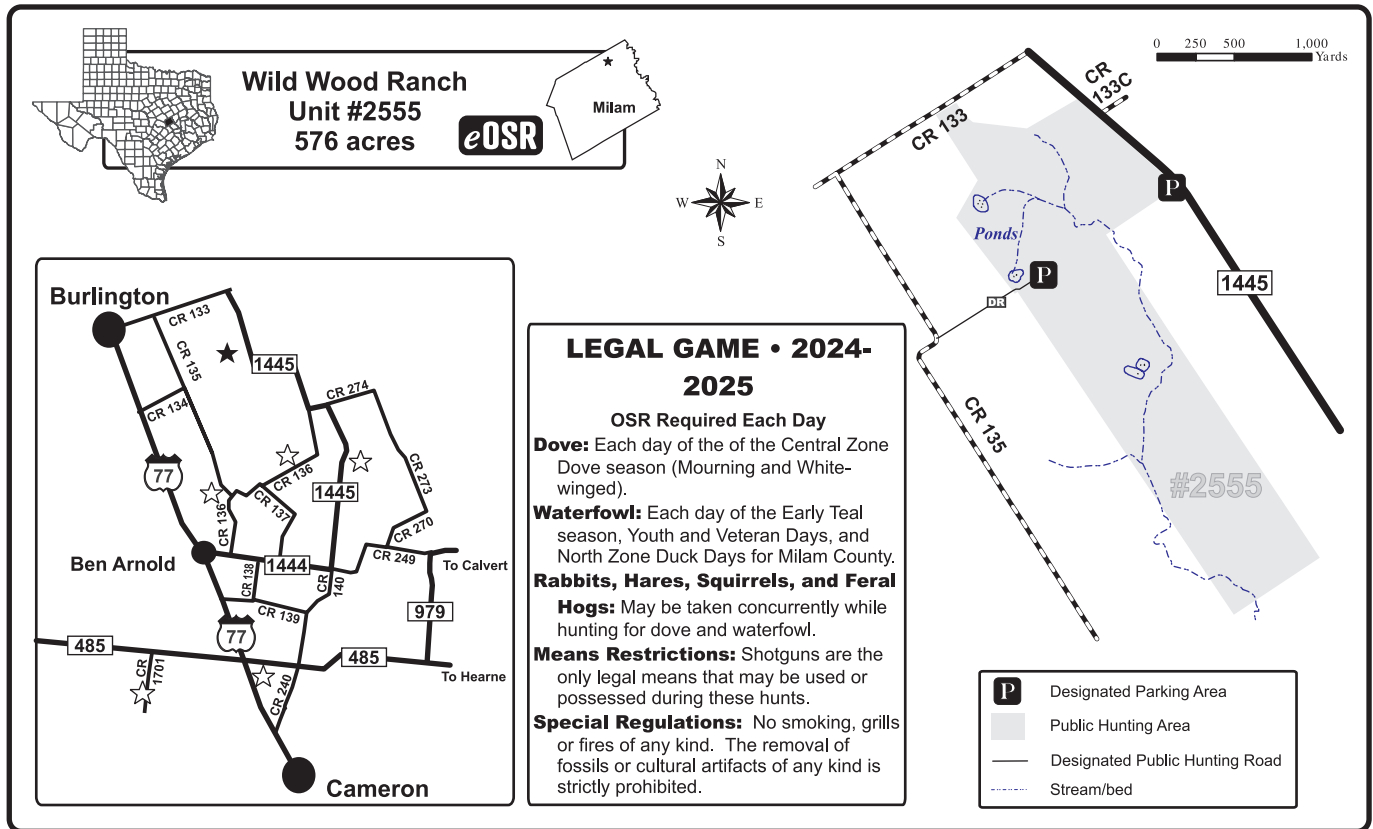 Wild Wood Ranch
Unit #2555
576 acres
eOSR
Milam
N
W E
S
0 250 500 1,000
Yards
CR
133C
CR 133
P
Ponds
P
DR
1445
CR 135
#2555
Burlington
CR 133
CR 135
1445
CR 274
CR 134
CR 136
77
1445
CR 273
CR 137
CR 136
CR 270
Ben Arnold
1444
CR 249
To Calvert
CR 138
CR
140
CR 139
979
77
485
485
CR
1701
To Hearne
CR 240
Cameron
LEGAL GAME • 2024-
2025
OSR Required Each Day
Dove: Each day of the of the Central Zone
Dove season (Mourning and White-
winged).
Waterfowl: Each day of the Early Teal
season, Youth and Veteran Days, and
North Zone Duck Days for Milam County.
Rabbits, Hares, Squirrels, and Feral
Hogs: May be taken concurrently while
hunting for dove and waterfowl.
Means Restrictions: Shotguns are the
only legal means that may be used or
possessed during these hunts.
Special Regulations: No smoking, grills
or fires of any kind. The removal of
fossils or cultural artifacts of any kind is
strictly prohibited.
P Designated Parking Area
Public Hunting Area
Designated Public Hunting Road
Stream/bed